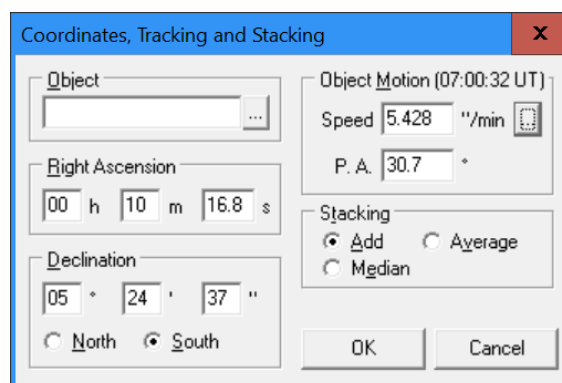 Coordinates, Tracking and Stacking
X
Object
...
Right Ascension
00 h 10 m 16.8 s
Declination
05 ° 24 ' 37 "
North South
Object Motion (07:00:32 UT)
Speed 5.428 "/min ...
P. A. 30.7 °
Stacking
Add Average
Median
OK Cancel